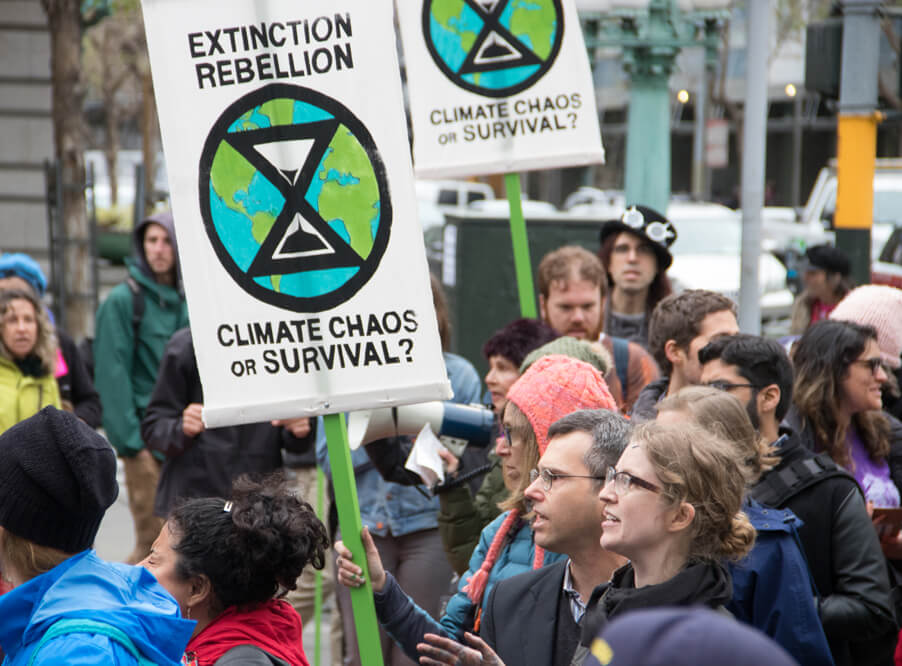 EXTINCTION
REBELLION
CLIMATE CHAOS
OR SURVIVAL?
CLIMATE CHAOS
OR SURVIVAL?